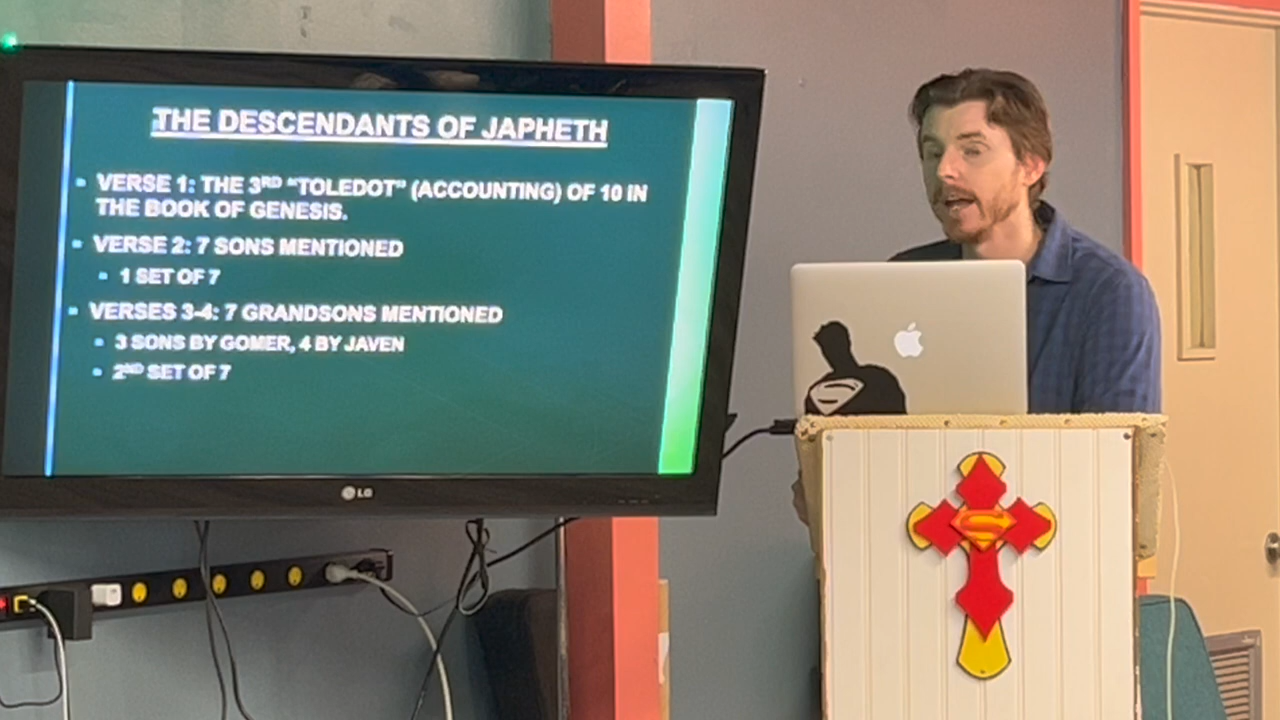 THE DESCENDANTS OF JAPHETH
VERSE 1: THE 3RD "TOLEDOT" (ACCOUNTING) OF 10 IN
THE BOOK OF GENESIS.
VERSE 2: 7 SONS MENTIONED
1 SET OF 7
VERSES 3-4: 7 GRANDSONS MENTIONED
3 SONS BY GOMER, 4 BY JAVEN
2ND SET OF 7
LG